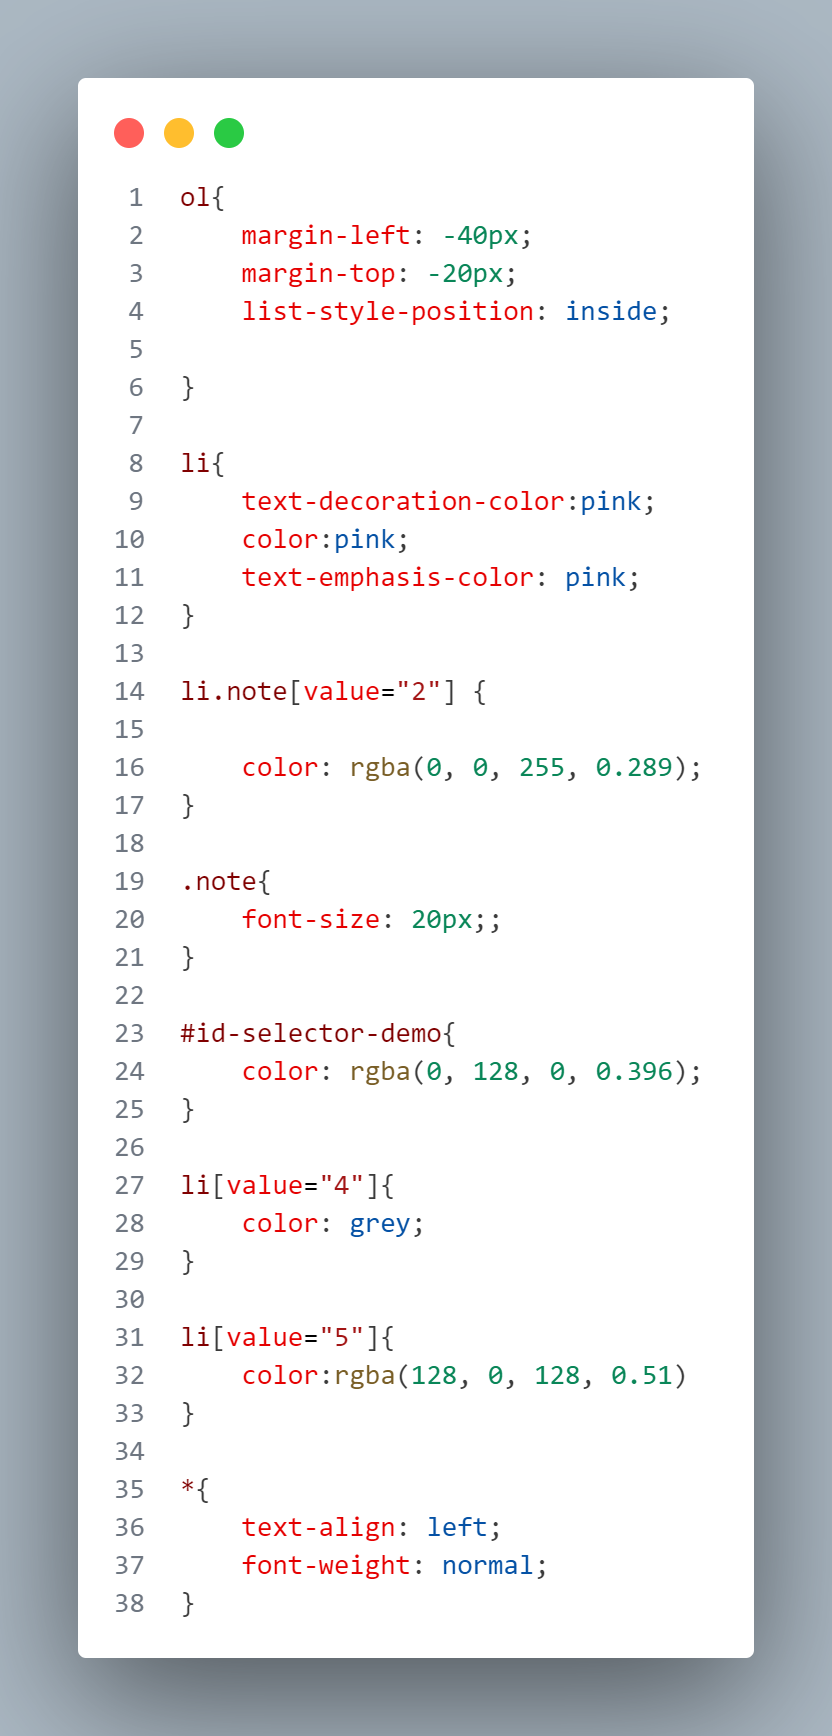 1 ol{
2     margin-left: -40px;
3     margin-top: -20px;
4     list-style-position: inside;
5
6 }
7
8 li{
9     text-decoration-color:pink;
10     color:pink;
11     text-emphasis-color: pink;
12 }
13
14 li.note[value="2"] {
15
16     color: rgba(0, 0, 255, 0.289);
17 }
18
19 .note{
20     font-size: 20px;;
21 }
22
23 #id-selector-demo{
24     color: rgba(0, 128, 0, 0.396);
25 }
26
27 li[value="4"]{
28     color: grey;
29 }
30
31 li[value="5"]{
32     color:rgba(128, 0, 128, 0.51)
33 }
34
35 *{
36     text-align: left;
37     font-weight: normal;
38 }